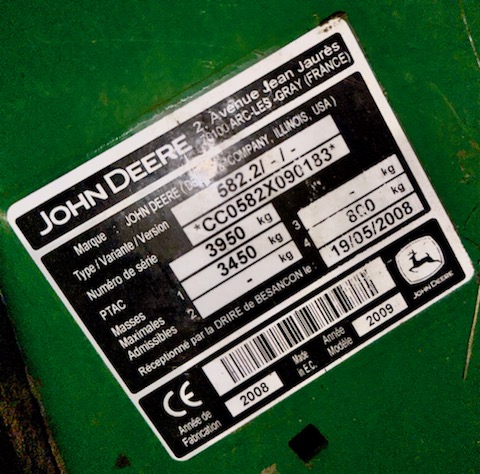 JOHN DEERE
2, Avenue Jean Jaurès
70100 ARC-LES-GRAY (FRANCE)
Marque JOHN DEERE ( & COMPANY, ILLINOIS, USA)
Type / Variante / Version 582.2/ - / -
Numéro de série *CC0582X090183*
PTAC 3950 kg
Masses Maximales Admissibles
1 3450 kg 3 - kg
2 - kg 4 800 kg
Réceptionné par la DRIRE de BESANCON le : 19/05/2008
JOHN DEERE
CE
Année de Fabrication 2008
Made in E.C.
Année Modèle 2009